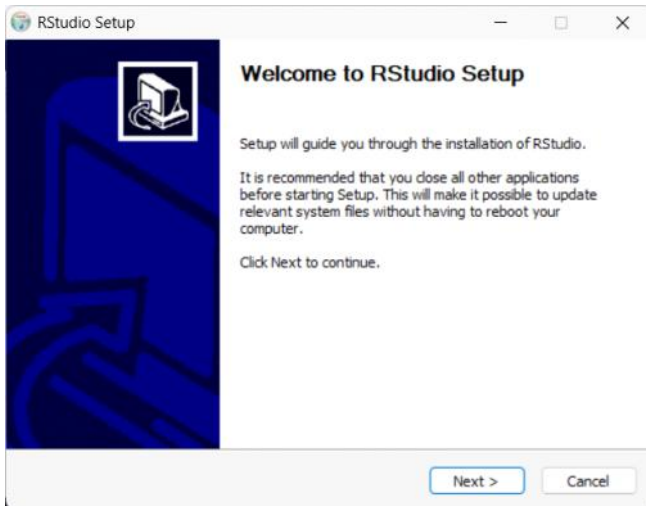 RStudio Setup
Welcome to RStudio Setup
Setup will guide you through the installation of RStudio.
It is recommended that you close all other applications
before starting Setup. This will make it possible to update
relevant system files without having to reboot your
computer.
Click Next to continue.
Next >
Cancel